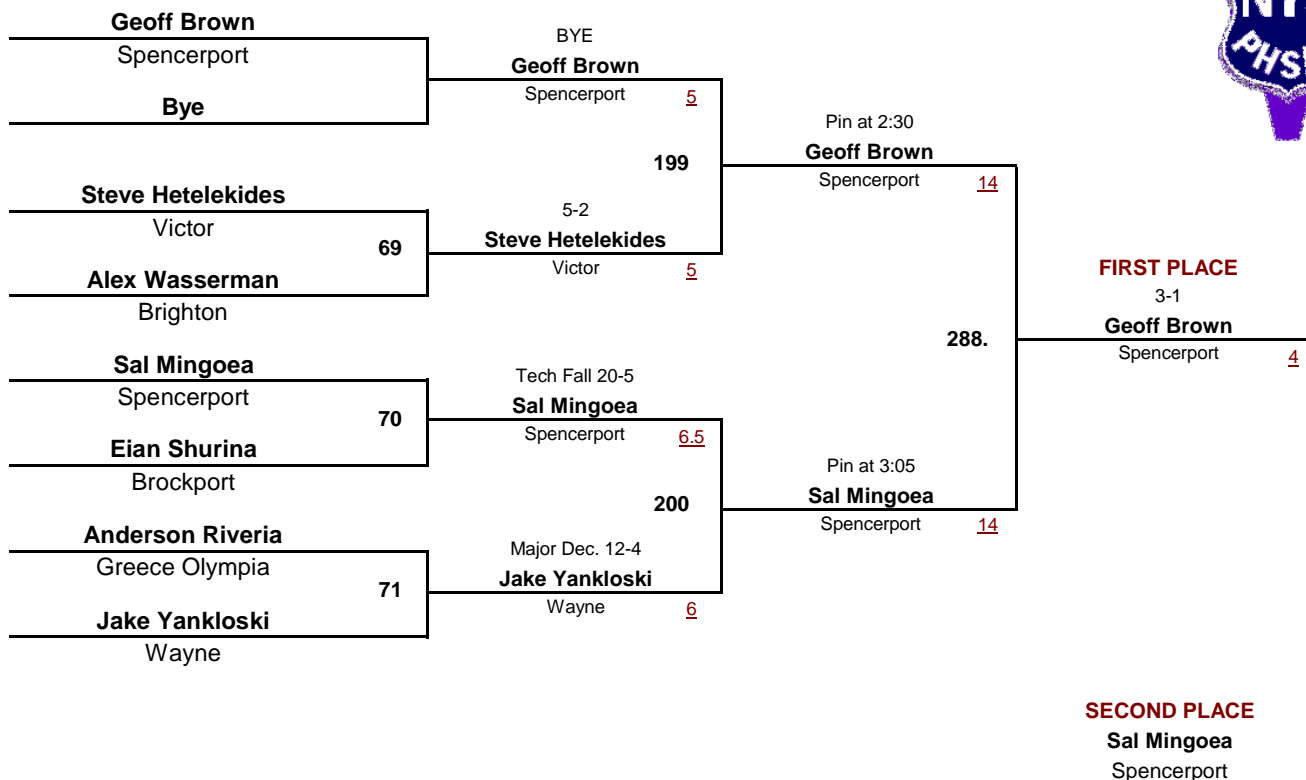 Geoff Brown
Spencerport
Bye
Steve Hetelekides
Victor
69
Alex Wasserman
Brighton
Sal Mingoea
Spencerport
70
Eian Shurina
Brockport
Anderson Riveria
Greece Olympia
71
Jake Yankloski
Wayne
BYE
Geoff Brown
Spencerport 5
199
5-2
Steve Hetelekides
Victor 5
Tech Fall 20-5
Sal Mingoea
Spencerport 6.5
200
Major Dec. 12-4
Jake Yankloski
Wayne 6
Pin at 2:30
Geoff Brown
Spencerport 14
288.
Pin at 3:05
Sal Mingoea
Spencerport 14
FIRST PLACE
3-1
Geoff Brown
Spencerport 4
SECOND PLACE
Sal Mingoea
Spencerport